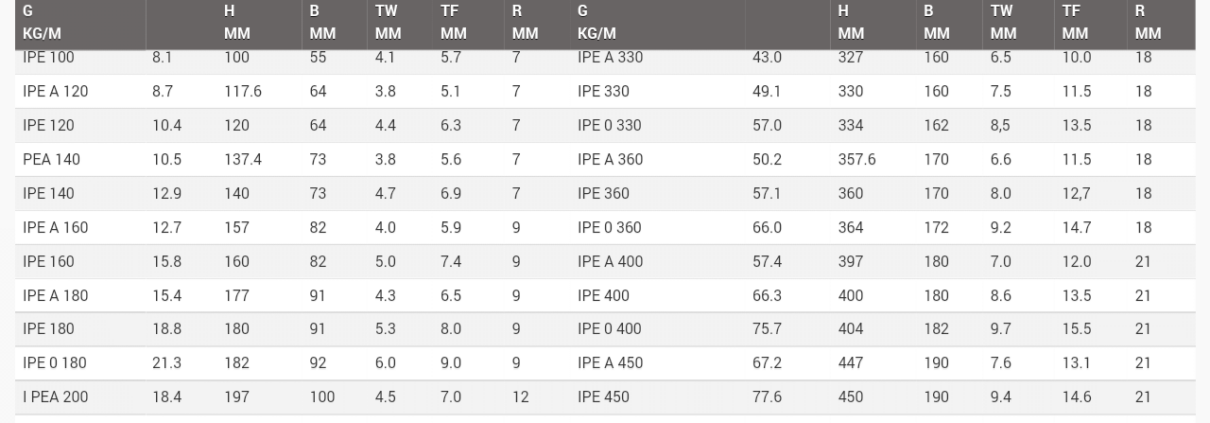 G H B TW TF R G H B TW TF R
KG/M MM MM MM MM MM KG/M MM MM MM MM MM
IPE 100 8.1 100 55 4.1 5.7 7 IPE A 330 43.0 327 160 6.5 10.0 18
IPE A 120 8.7 117.6 64 3.8 5.1 7 IPE 330 49.1 330 160 7.5 11.5 18
IPE 120 10.4 120 64 4.4 6.3 7 IPE 0 330 57.0 334 162 8,5 13.5 18
PEA 140 10.5 137.4 73 3.8 5.6 7 IPE A 360 50.2 357.6 170 6.6 11.5 18
IPE 140 12.9 140 73 4.7 6.9 7 IPE 360 57.1 360 170 8.0 12,7 18
IPE A 160 12.7 157 82 4.0 5.9 9 IPE 0 360 66.0 364 172 9.2 14.7 18
IPE 160 15.8 160 82 5.0 7.4 9 IPE A 400 57.4 397 180 7.0 12.0 21
IPE A 180 15.4 177 91 4.3 6.5 9 IPE 400 66.3 400 180 8.6 13.5 21
IPE 180 18.8 180 91 5.3 8.0 9 IPE 0 400 75.7 404 182 9.7 15.5 21
IPE 0 180 21.3 182 92 6.0 9.0 9 IPE A 450 67.2 447 190 7.6 13.1 21
I PEA 200 18.4 197 100 4.5 7.0 12 IPE 450 77.6 450 190 9.4 14.6 21